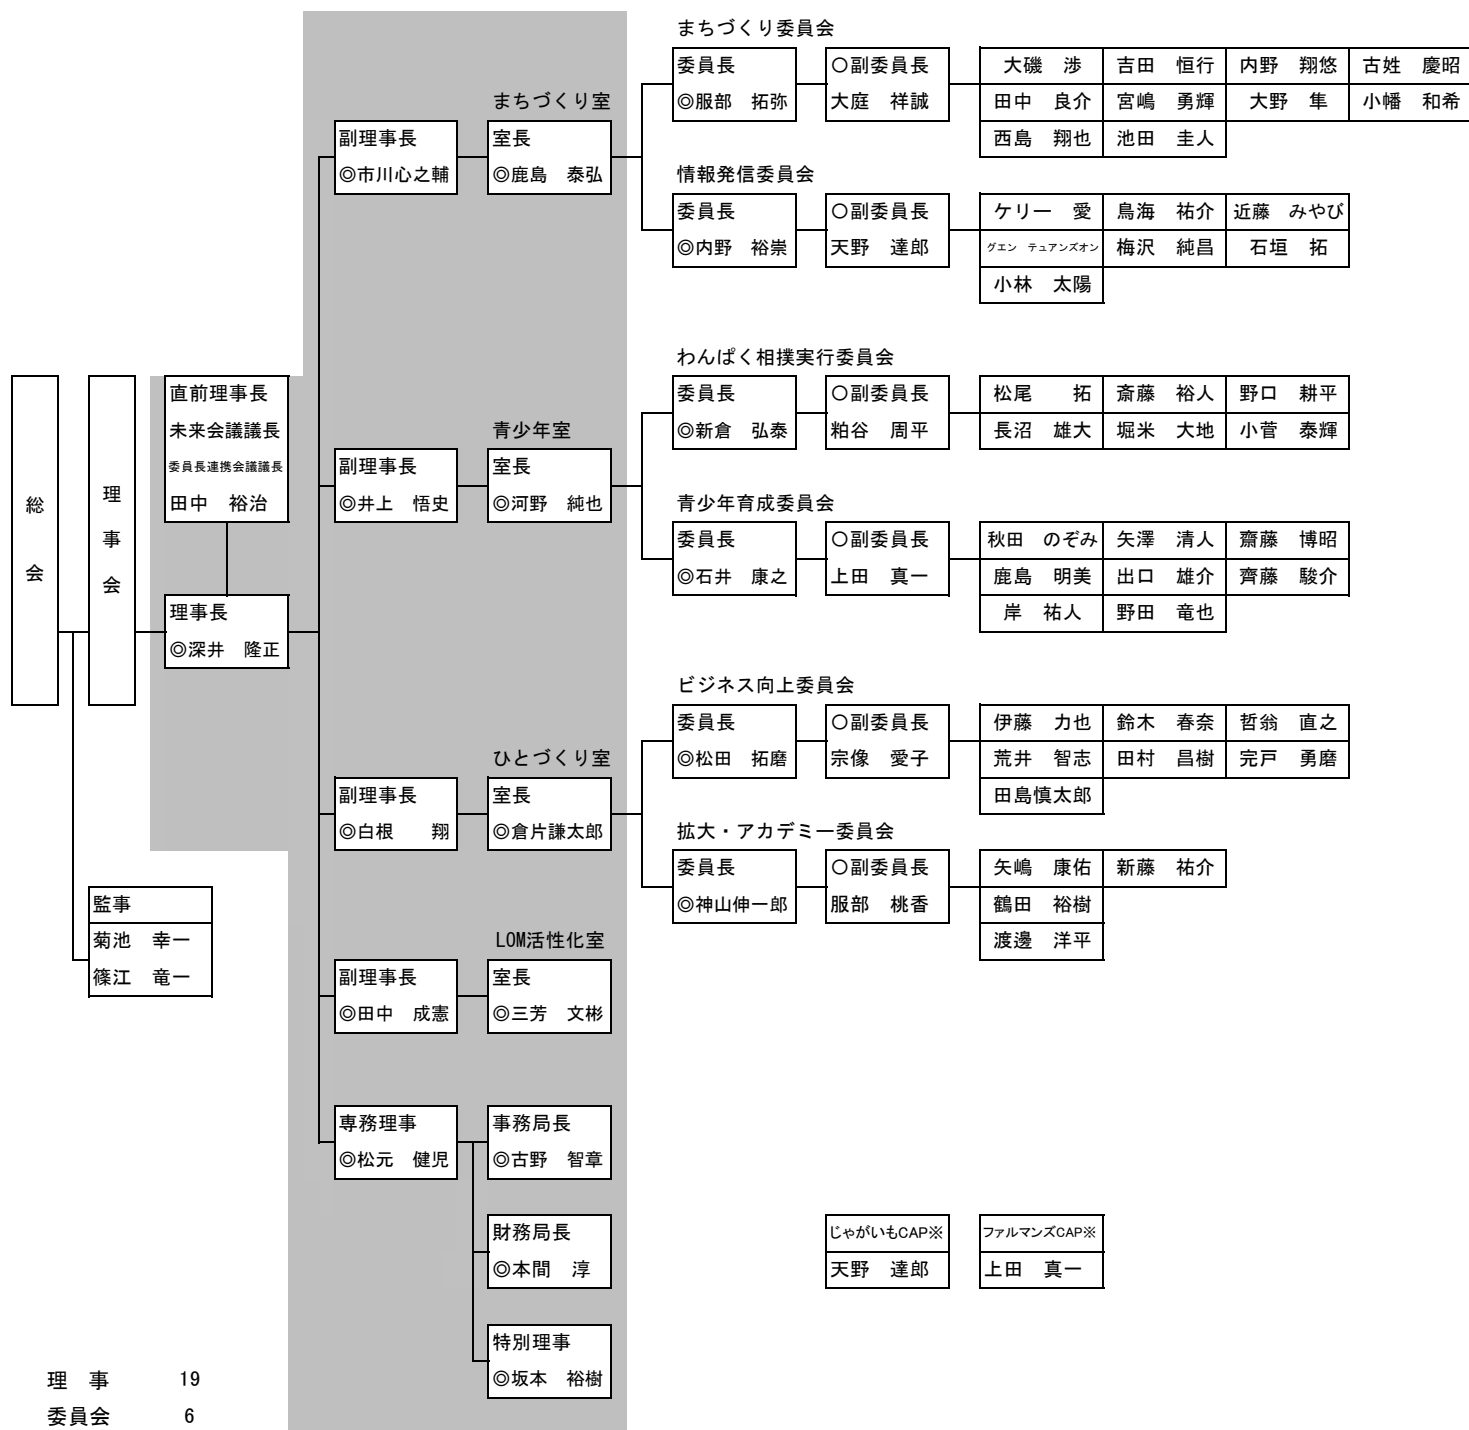 総会
理事会
監事
菊池 幸一
篠江 竜一
直前理事長
未来会議議長
委員長連携会議議長
田中 裕治
理事長
◎深井 隆正
副理事長
◎市川心之輔
まちづくり室
室長
◎鹿島 泰弘
まちづくり委員会
委員長
◎服部 拓弥
〇副委員長
大庭 祥誠
大磯 渉 吉田 恒行 内野 翔悠 古姓 慶昭
田中 良介 宮嶋 勇輝 大野 隼 小幡 和希
西島 翔也 池田 圭人
情報発信委員会
委員長
◎内野 裕崇
〇副委員長
天野 達郎
ケリー 愛 鳥海 祐介 近藤 みやび
グエン テュアンズオン 梅沢 純昌 石垣 拓
小林 太陽
副理事長
◎井上 悟史
青少年室
室長
◎河野 純也
わんぱく相撲実行委員会
委員長
◎新倉 弘泰
〇副委員長
粕谷 周平
松尾 拓 斎藤 裕人 野口 耕平
長沼 雄大 堀米 大地 小菅 泰輝
青少年育成委員会
委員長
◎石井 康之
〇副委員長
上田 真一
秋田 のぞみ 矢澤 清人 齋藤 博昭
鹿島 明美 出口 雄介 齊藤 駿介
岸 祐人 野田 竜也
副理事長
◎白根 翔
ひとづくり室
室長
◎倉片謙太郎
ビジネス向上委員会
委員長
◎松田 拓磨
〇副委員長
宗像 愛子
伊藤 力也 鈴木 春奈 哲翁 直之
荒井 智志 田村 昌樹 宍戸 勇磨
田島慎太郎
拡大・アカデミー委員会
委員長
◎神山伸一郎
〇副委員長
服部 桃香
矢嶋 康佑 新藤 祐介
鶴田 裕樹
渡邊 洋平
副理事長
◎田中 成憲
LOM活性化室
室長
◎三芳 文彬
専務理事
◎松元 健児
事務局長
◎古野 智章
財務局長
◎本間 淳
特別理事
◎坂本 裕樹
じゃがいもCAP※
天野 達郎
ファルマンズCAP※
上田 真一
理 事 19
委員会 6